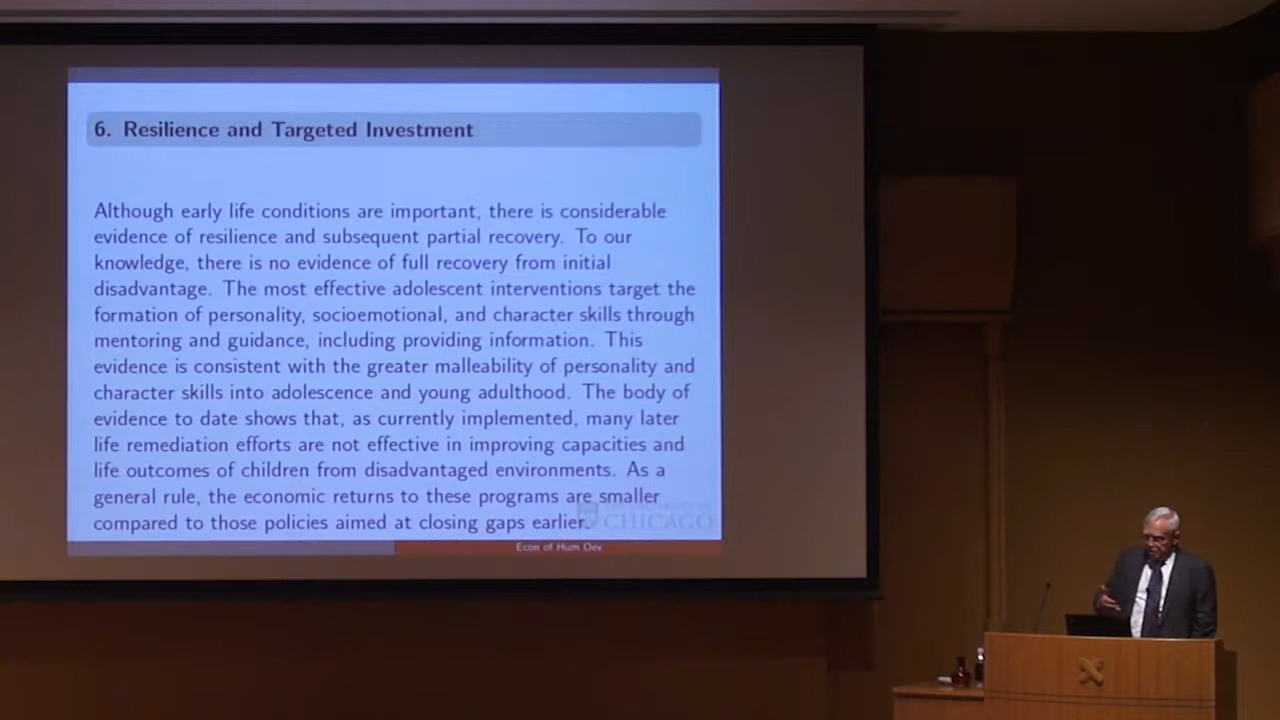 6. Resilience and Targeted Investment
Although early life conditions are important, there is considerable
evidence of resilience and subsequent partial recovery. To our
knowledge, there is no evidence of full recovery from initial
disadvantage. The most effective adolescent interventions target the
formation of personality, socioemotional, and character skills through
mentoring and guidance, including providing information. This
evidence is consistent with the greater malleability of personality and
character skills into adolescence and young adulthood. The body of
evidence to date shows that, as currently implemented, many later
life remediation efforts are not effective in improving capacities and
life outcomes of children from disadvantaged environments. As a
general rule, the economic returns to these programs are smaller
compared to those policies aimed at closing gaps earlier.
THE UNIVERSITY OF
CHICAGO
Econ of Hum Dev